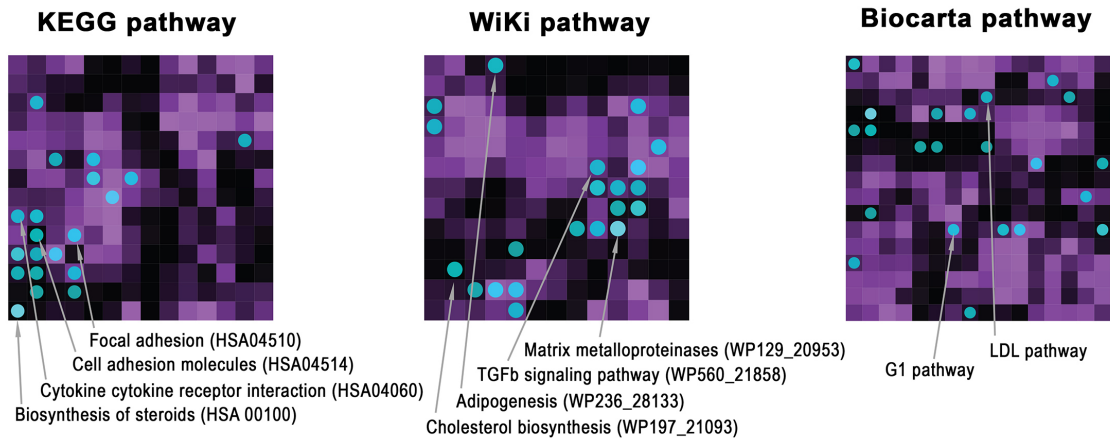 KEGG pathway
WiKi pathway
Biocarta pathway
Focal adhesion (HSA04510)
Cell adhesion molecules (HSA04514)
Cytokine cytokine receptor interaction (HSA04060)
Biosynthesis of steroids (HSA 00100)
Matrix metalloproteinases (WP129_20953)
TGFb signaling pathway (WP560_21858)
Adipogenesis (WP236_28133)
Cholesterol biosynthesis (WP197_21093)
LDL pathway
G1 pathway